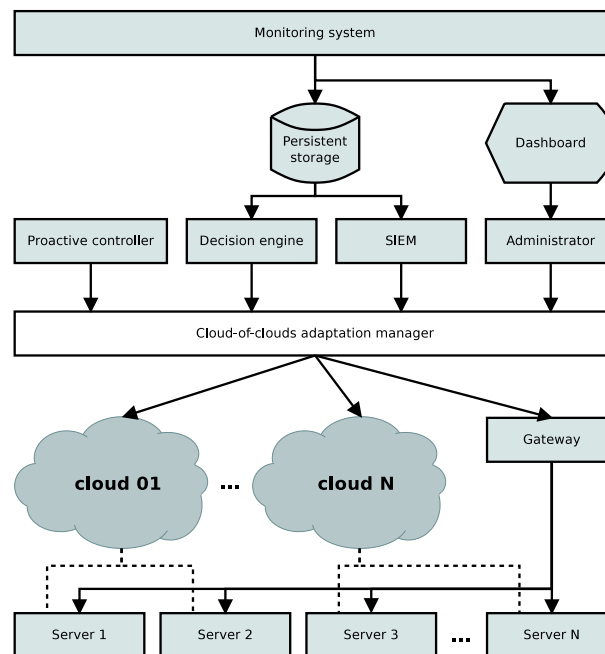 Monitoring system
Persistent
storage
Dashboard
Proactive controller
Decision engine
SIEM
Administrator
Cloud-of-clouds adaptation manager
Gateway
cloud 01
...
cloud N
Server 1
Server 2
Server 3
...
Server N